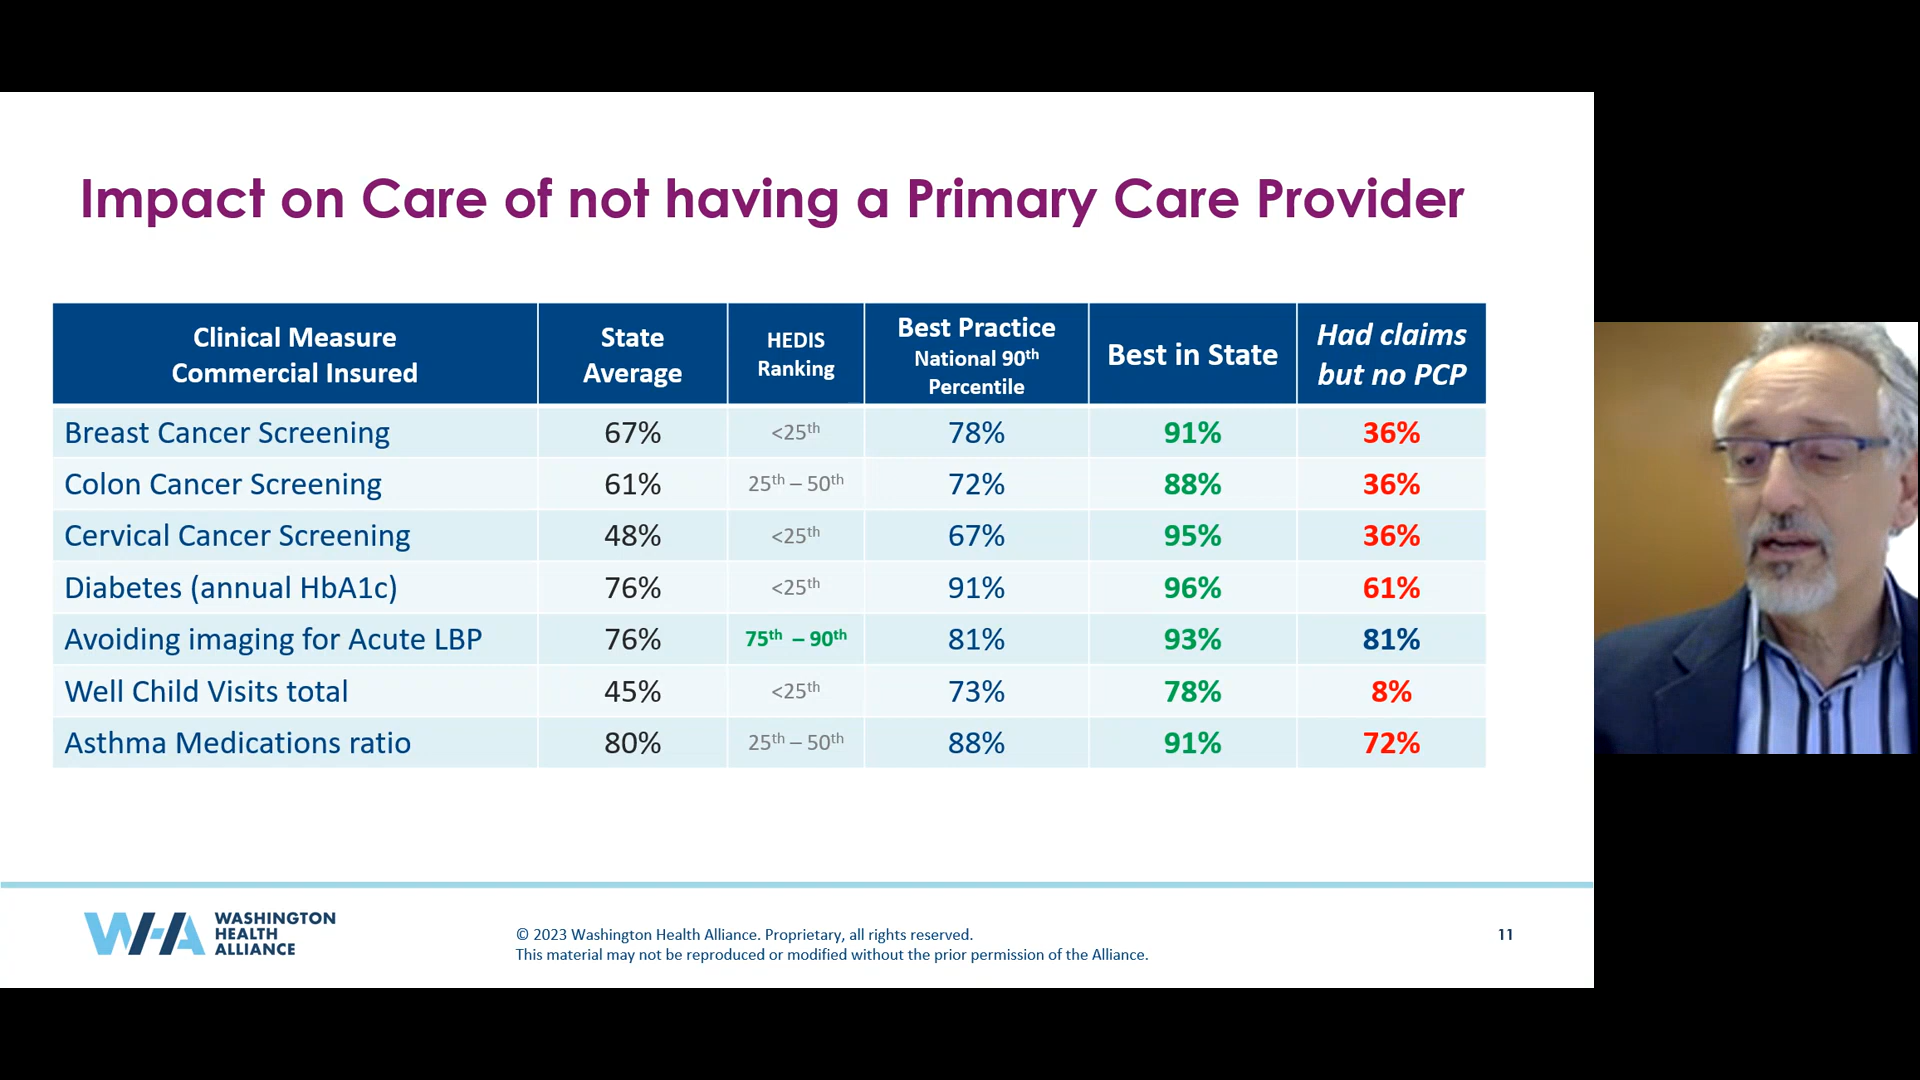 Impact on Care of not having a Primary Care Provider
Clinical Measure
Commercial Insured
State
Average
HEDIS
Ranking
Best Practice
National 90th
Percentile
Best in State
Had claims
but no PCP
Breast Cancer Screening 67% <25th 78% 91% 36%
Colon Cancer Screening 61% 25th – 50th 72% 88% 36%
Cervical Cancer Screening 48% <25th 67% 95% 36%
Diabetes (annual HbA1c) 76% <25th 91% 96% 61%
Avoiding imaging for Acute LBP 76% 75th – 90th 81% 93% 81%
Well Child Visits total 45% <25th 73% 78% 8%
Asthma Medications ratio 80% 25th – 50th 88% 91% 72%
WHA
WASHINGTON
HEALTH
ALLIANCE
© 2023 Washington Health Alliance. Proprietary, all rights reserved.
This material may not be reproduced or modified without the prior permission of the Alliance.
11